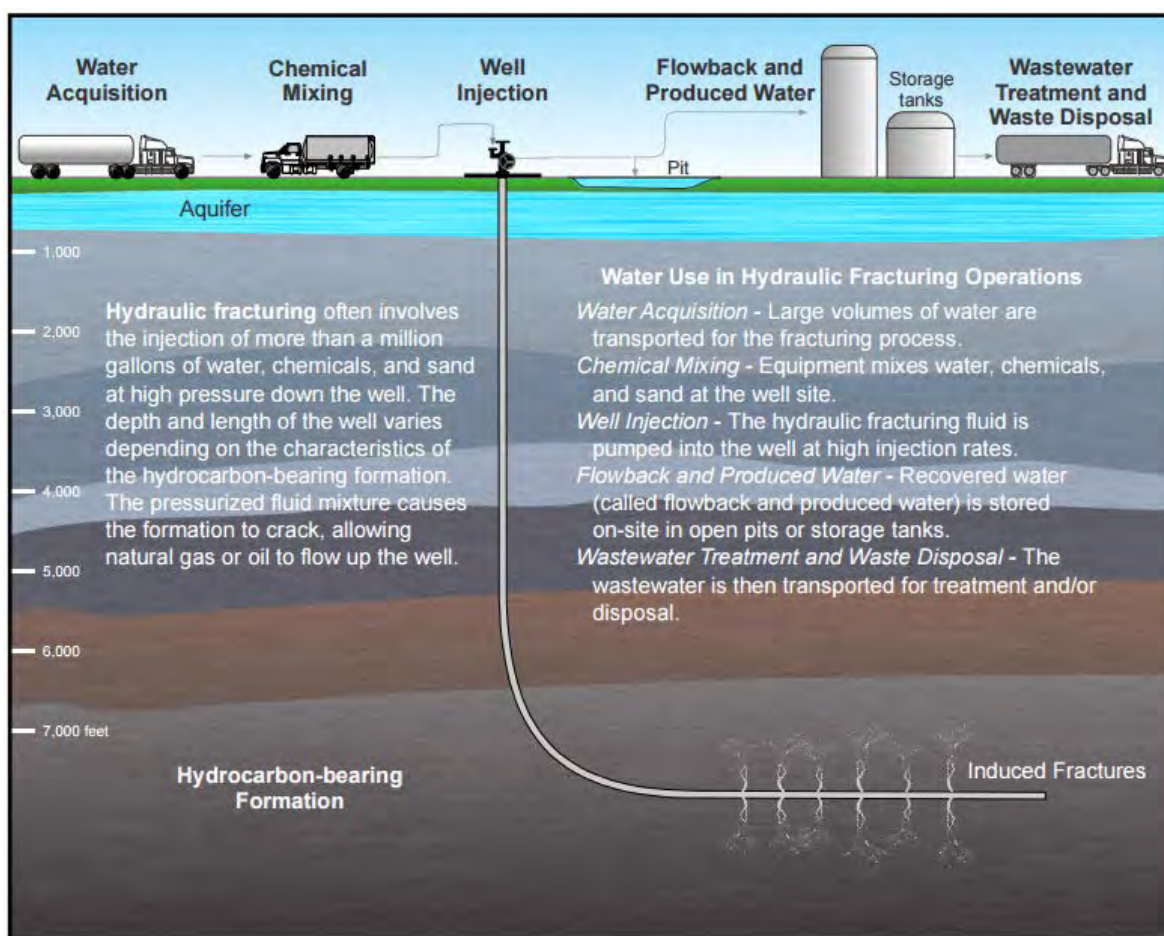 Water
Acquisition
Chemical
Mixing
Well
Injection
Flowback and
Produced Water
Storage
tanks
Wastewater
Treatment and
Waste Disposal
Pit
Aquifer
1,000
2,000
3,000
4,000
5,000
6,000
7,000 feet
Hydraulic fracturing often involves
the injection of more than a million
gallons of water, chemicals, and sand
at high pressure down the well. The
depth and length of the well varies
depending on the characteristics of
the hydrocarbon-bearing formation.
The pressurized fluid mixture causes
the formation to crack, allowing
natural gas or oil to flow up the well.
Water Use in Hydraulic Fracturing Operations
Water Acquisition - Large volumes of water are
transported for the fracturing process.
Chemical Mixing - Equipment mixes water, chemicals,
and sand at the well site.
Well Injection - The hydraulic fracturing fluid is
pumped into the well at high injection rates.
Flowback and Produced Water - Recovered water
(called flowback and produced water) is stored
on-site in open pits or storage tanks.
Wastewater Treatment and Waste Disposal - The
wastewater is then transported for treatment and/or
disposal.
Hydrocarbon-bearing
Formation
Induced Fractures